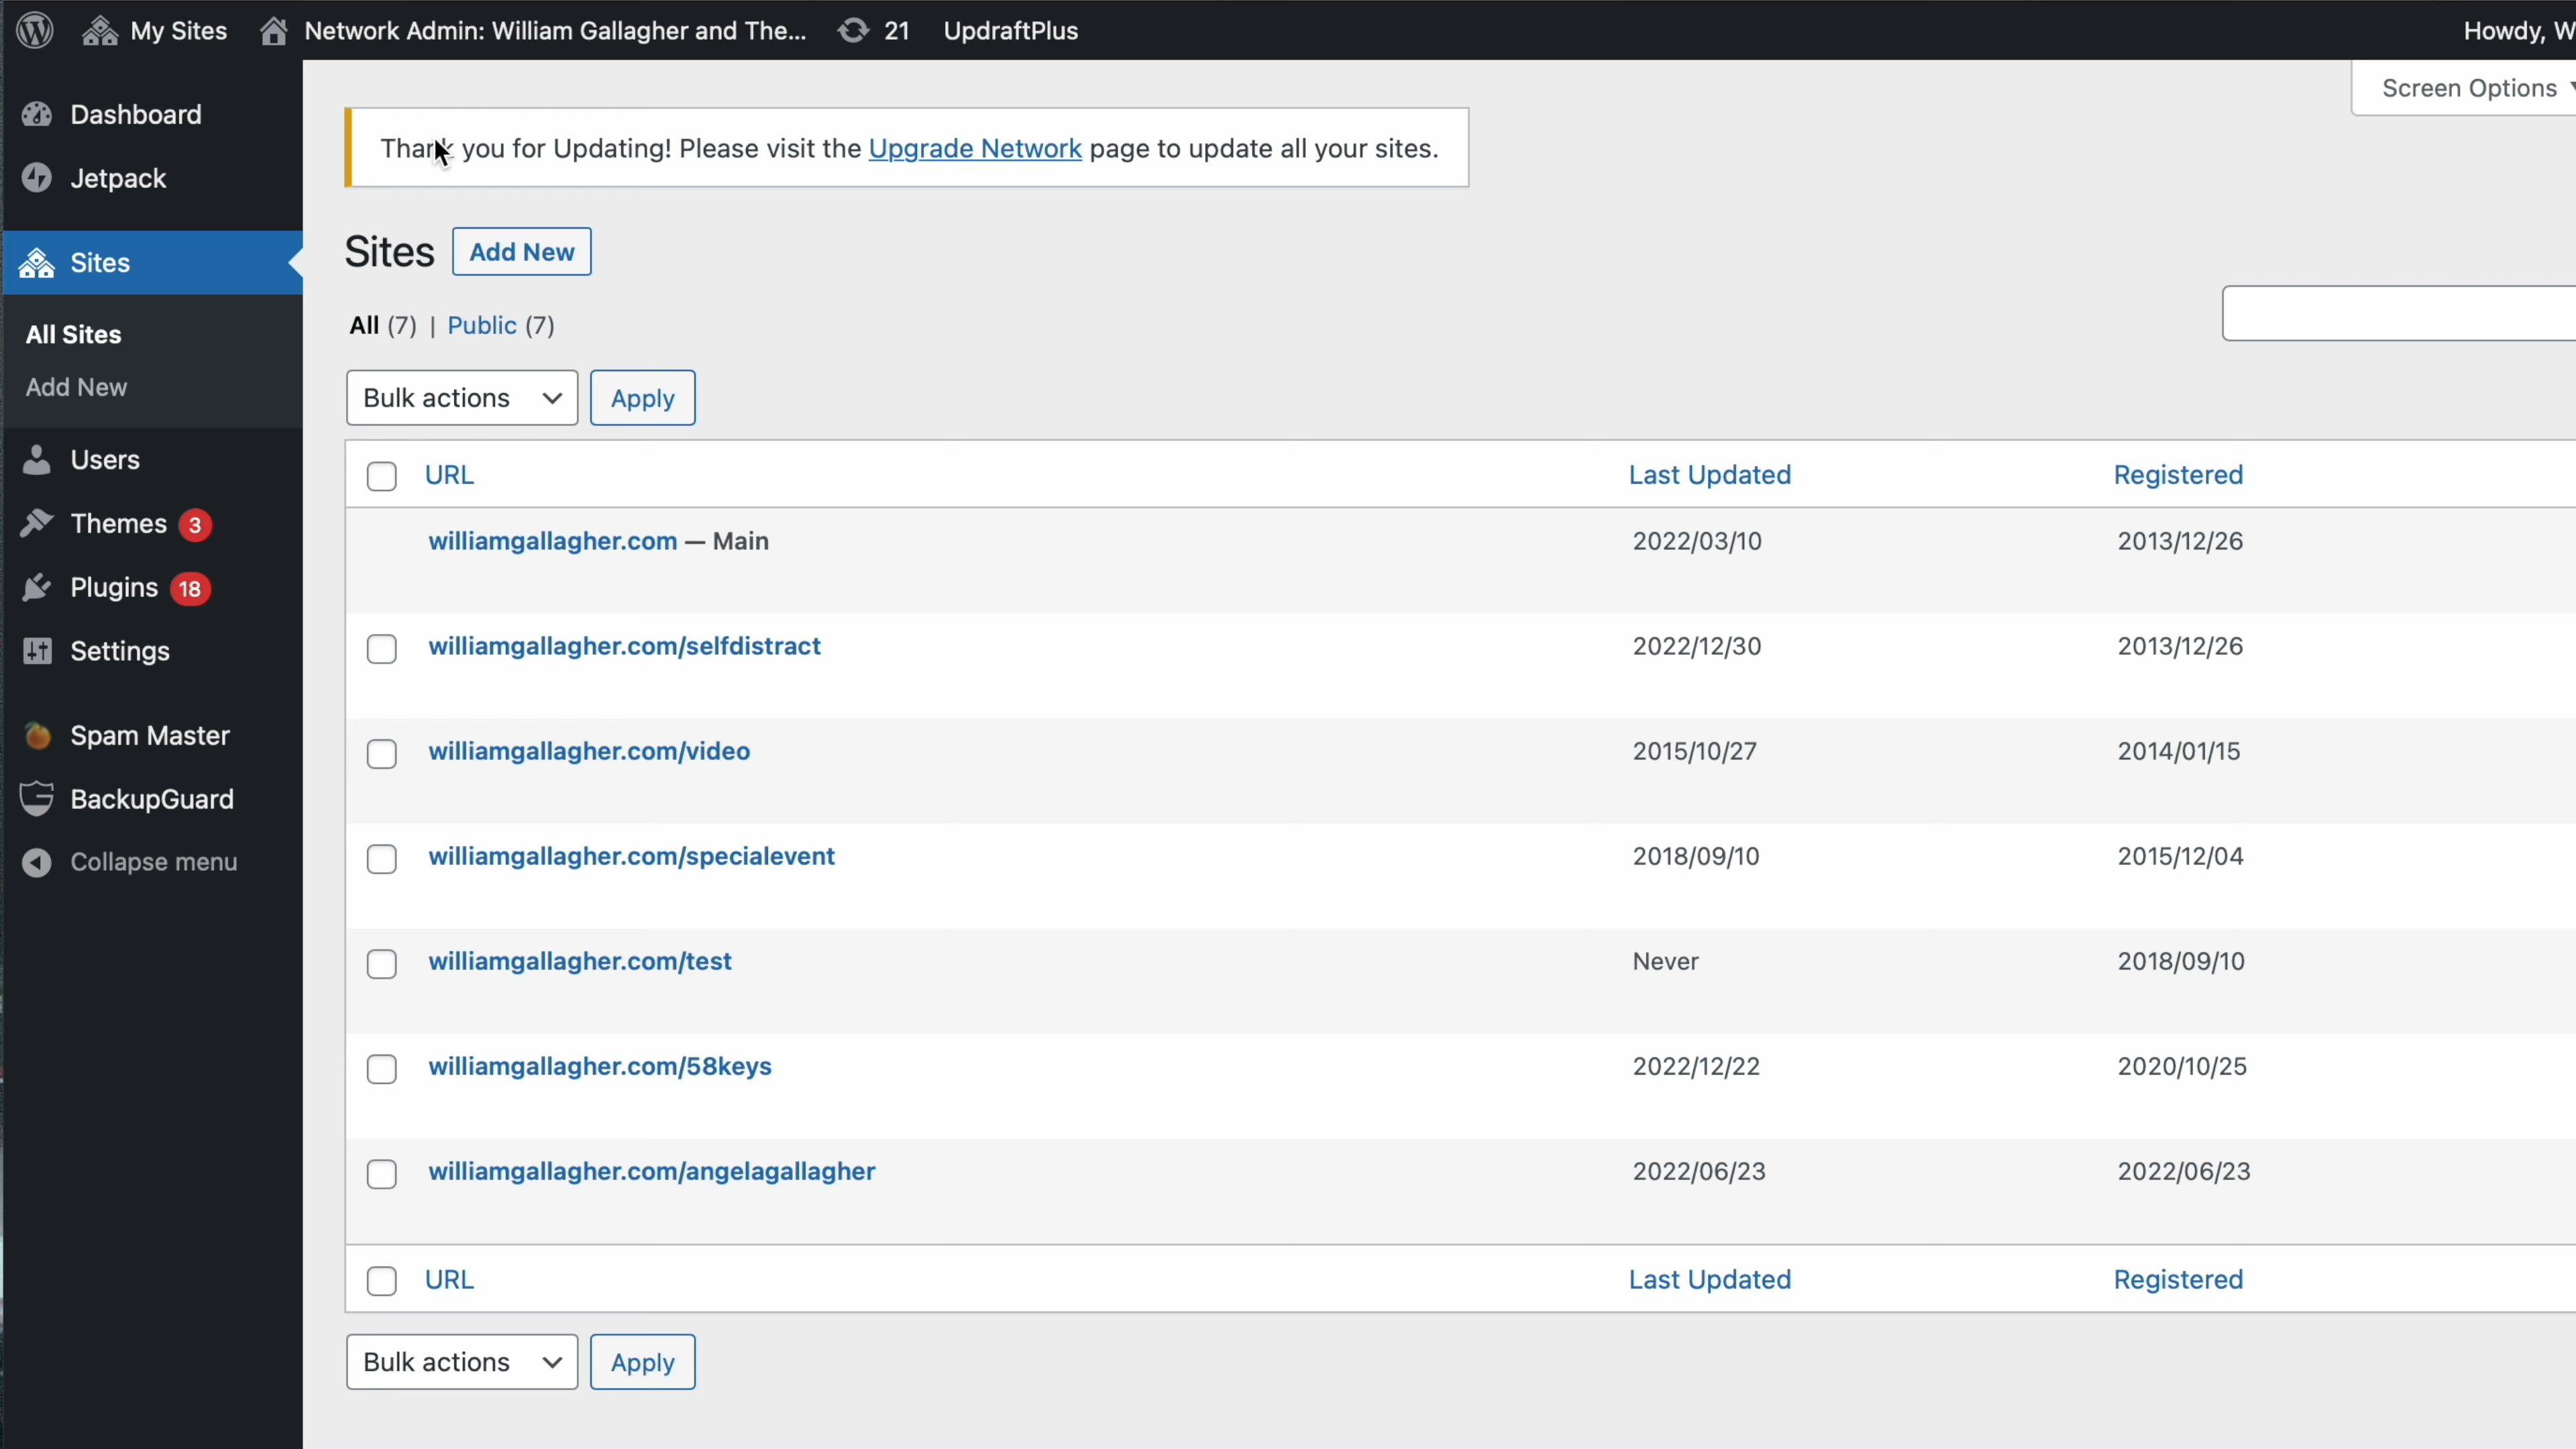 My Sites Network Admin: William Gallagher and The... 21 UpdraftPlus Howdy, W
Screen Options
Dashboard
Jetpack
Sites
All Sites
Add New
Users
Themes 3
Plugins 18
Settings
Spam Master
BackupGuard
Collapse menu
Thank you for Updating! Please visit the Upgrade Network page to update all your sites.
Sites Add New
All (7) | Public (7)
Bulk actions Apply
URL Last Updated Registered
williamgallagher.com — Main 2022/03/10 2013/12/26
williamgallagher.com/selfdistract 2022/12/30 2013/12/26
williamgallagher.com/video 2015/10/27 2014/01/15
williamgallagher.com/specialevent 2018/09/10 2015/12/04
williamgallagher.com/test Never 2018/09/10
williamgallagher.com/58keys 2022/12/22 2020/10/25
williamgallagher.com/angelagallagher 2022/06/23 2022/06/23
URL Last Updated Registered
Bulk actions Apply